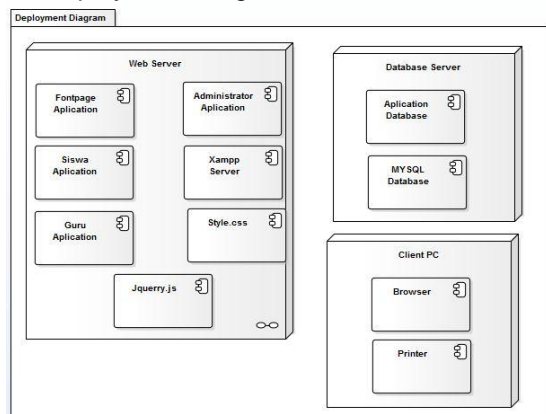 Deployment Diagram
Web Server
Fontpage
Aplication
Administrator
Aplication
Siswa
Aplication
Xampp
Server
Guru
Aplication
Style.css
Jquerry.js
Database Server
Aplication
Database
MYSQL
Database
Client PC
Browser
Printer